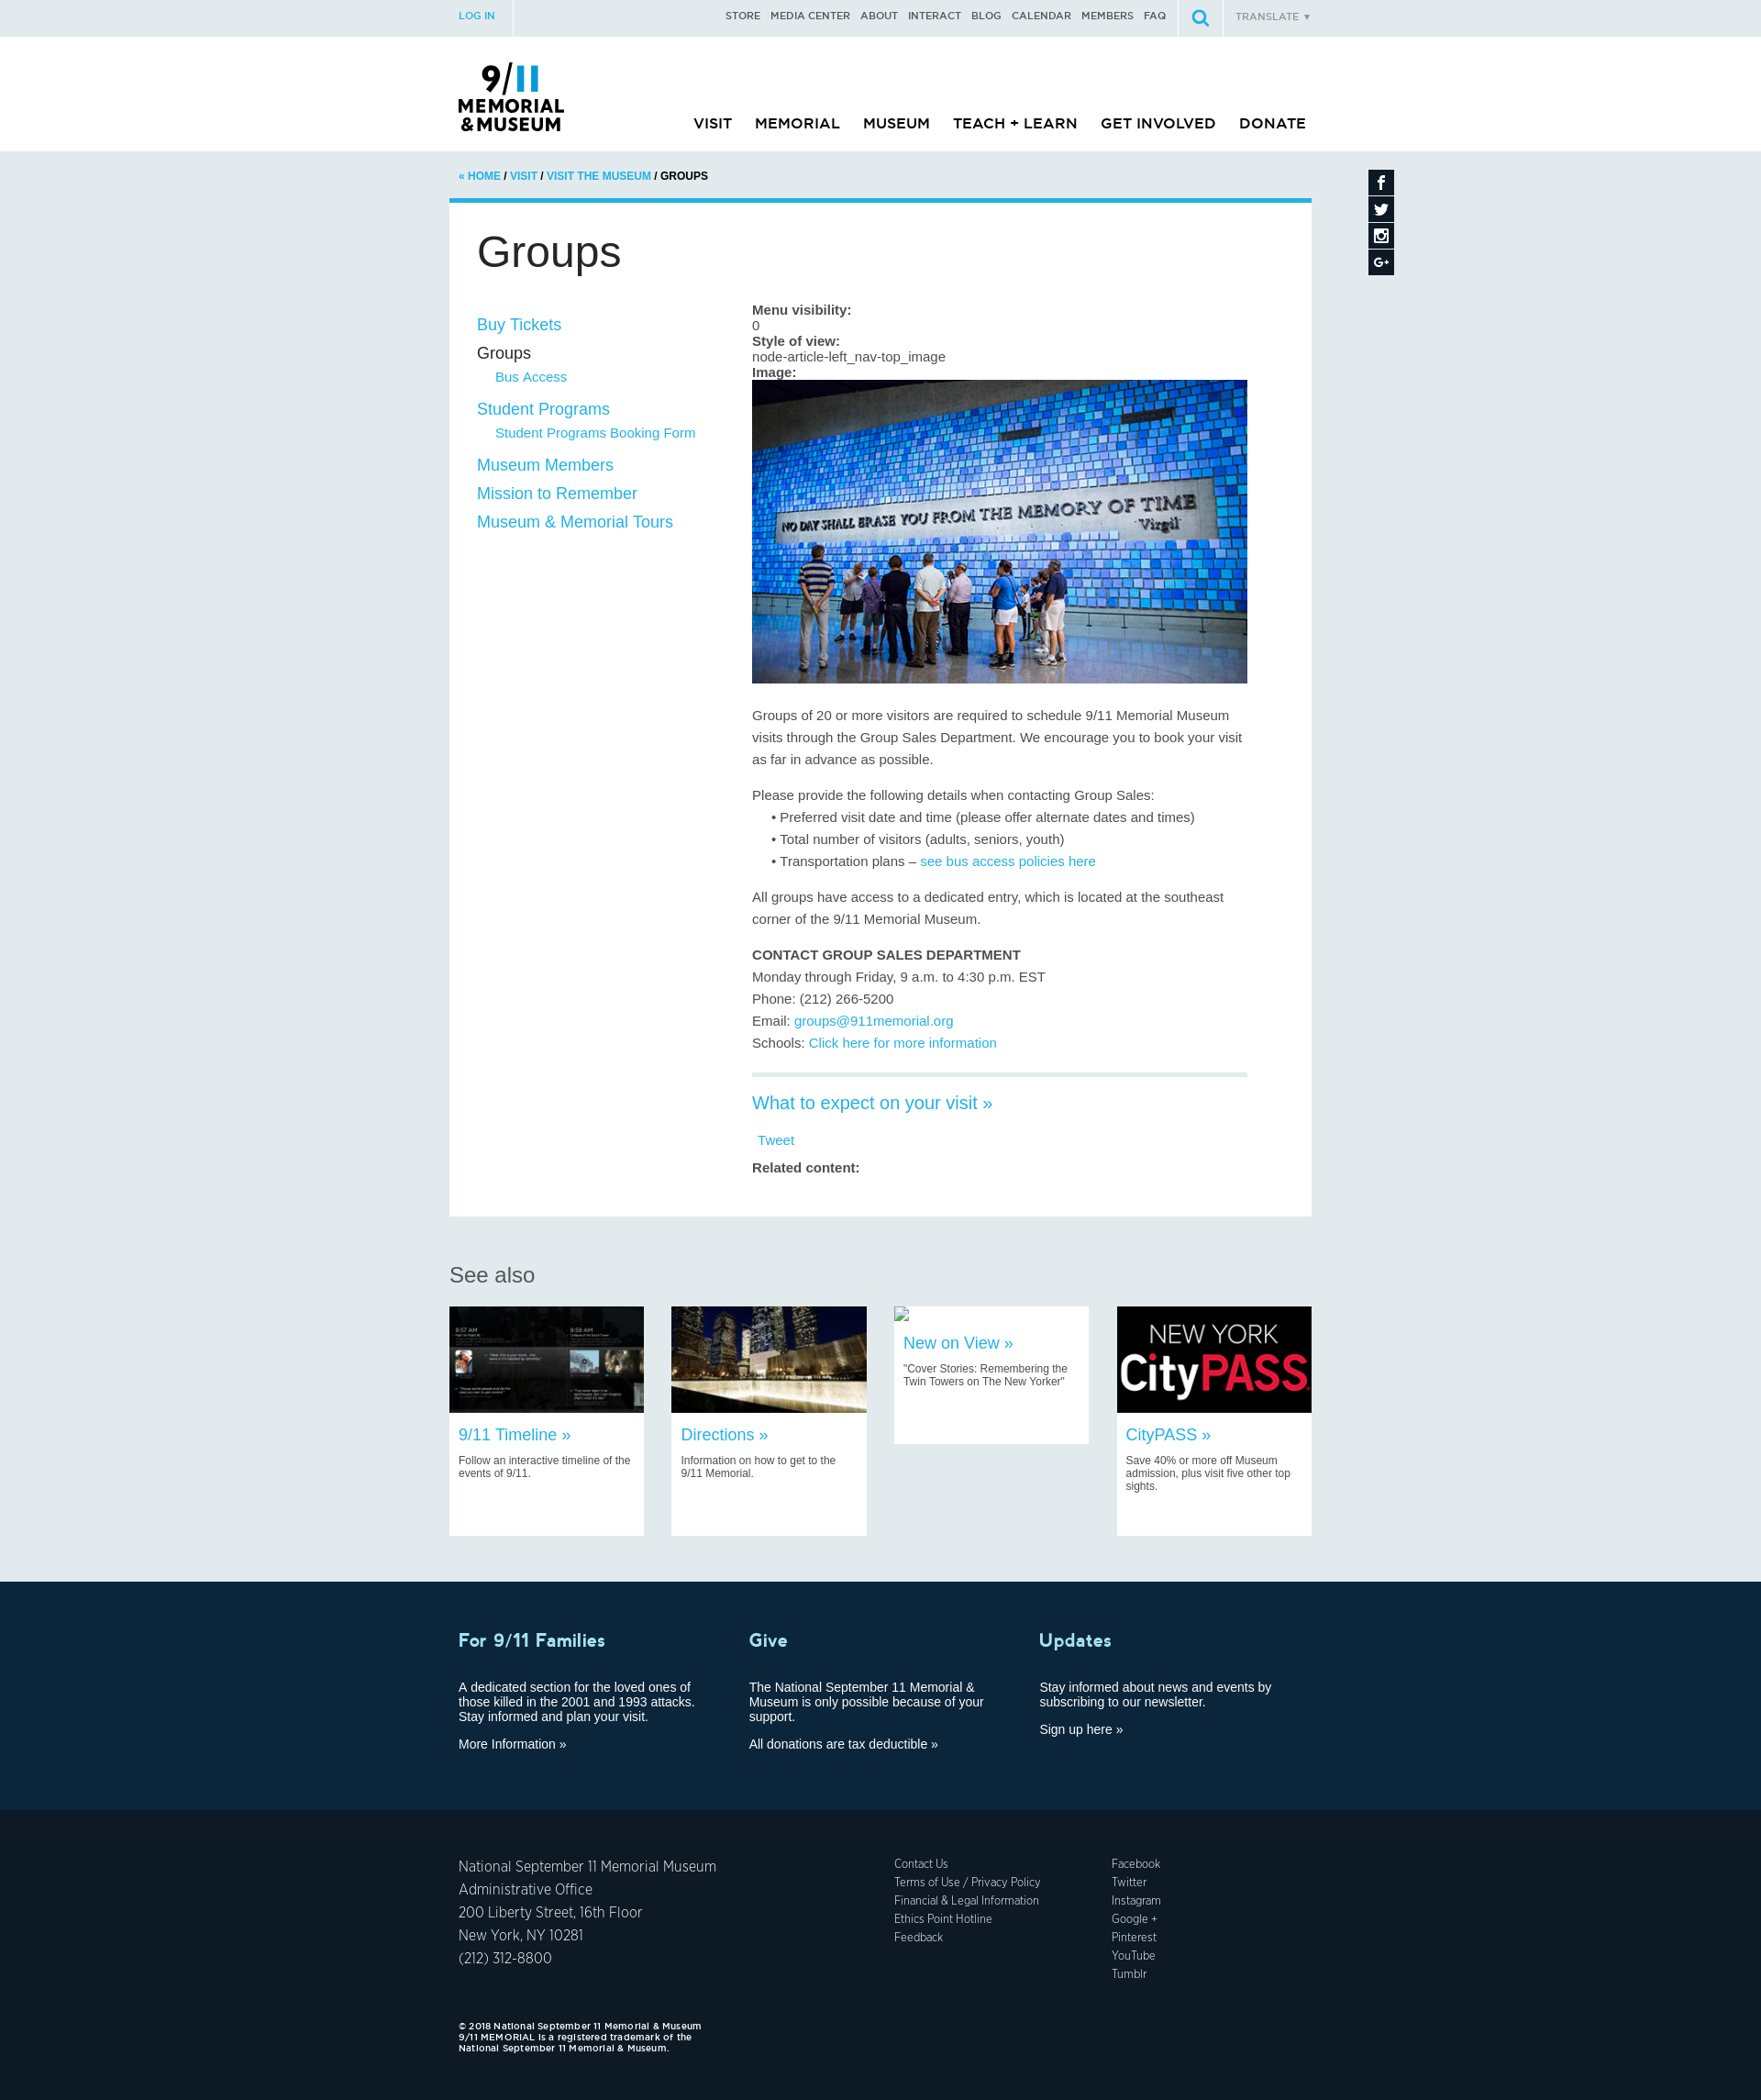 LOG IN
STORE MEDIA CENTER ABOUT INTERACT BLOG CALENDAR MEMBERS FAQ
TRANSLATE ▼
9/11
MEMORIAL
& MUSEUM
VISIT MEMORIAL MUSEUM TEACH + LEARN GET INVOLVED DONATE
« HOME / VISIT / VISIT THE MUSEUM / GROUPS
Groups
Buy Tickets
Groups
Bus Access
Student Programs
Student Programs Booking Form
Museum Members
Mission to Remember
Museum & Memorial Tours
Menu visibility:
0
Style of view:
node-article-left_nav-top_image
Image:
NO DAY SHALL ERASE YOU FROM THE MEMORY OF TIME
Virgil
Groups of 20 or more visitors are required to schedule 9/11 Memorial Museum
visits through the Group Sales Department. We encourage you to book your visit
as far in advance as possible.
Please provide the following details when contacting Group Sales:
• Preferred visit date and time (please offer alternate dates and times)
• Total number of visitors (adults, seniors, youth)
• Transportation plans – see bus access policies here
All groups have access to a dedicated entry, which is located at the southeast
corner of the 9/11 Memorial Museum.
CONTACT GROUP SALES DEPARTMENT
Monday through Friday, 9 a.m. to 4:30 p.m. EST
Phone: (212) 266-5200
Email: groups@911memorial.org
Schools: Click here for more information
What to expect on your visit »
Tweet
Related content:
See also
9:57 AM
9:59 AM
9/11 Timeline »
Follow an interactive timeline of the
events of 9/11.
Directions »
Information on how to get to the
9/11 Memorial.
New on View »
"Cover Stories: Remembering the
Twin Towers on The New Yorker"
NEW YORK
CityPASS
CityPASS »
Save 40% or more off Museum
admission, plus visit five other top
sights.
For 9/11 Families
A dedicated section for the loved ones of
those killed in the 2001 and 1993 attacks.
Stay informed and plan your visit.
More Information »
Give
The National September 11 Memorial &
Museum is only possible because of your
support.
All donations are tax deductible »
Updates
Stay informed about news and events by
subscribing to our newsletter.
Sign up here »
National September 11 Memorial Museum
Administrative Office
200 Liberty Street, 16th Floor
New York, NY 10281
(212) 312-8800
Contact Us
Terms of Use / Privacy Policy
Financial & Legal Information
Ethics Point Hotline
Feedback
Facebook
Twitter
Instagram
Google +
Pinterest
YouTube
Tumblr
© 2018 National September 11 Memorial & Museum
9/11 MEMORIAL is a registered trademark of the
National September 11 Memorial & Museum.